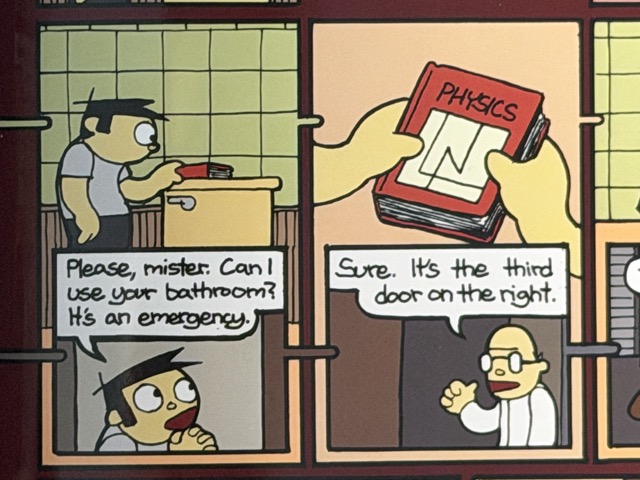 PHYSICS
N
Please, mister. Can I
use your bathroom?
It's an emergency.
Sure. It's the third
door on the right.